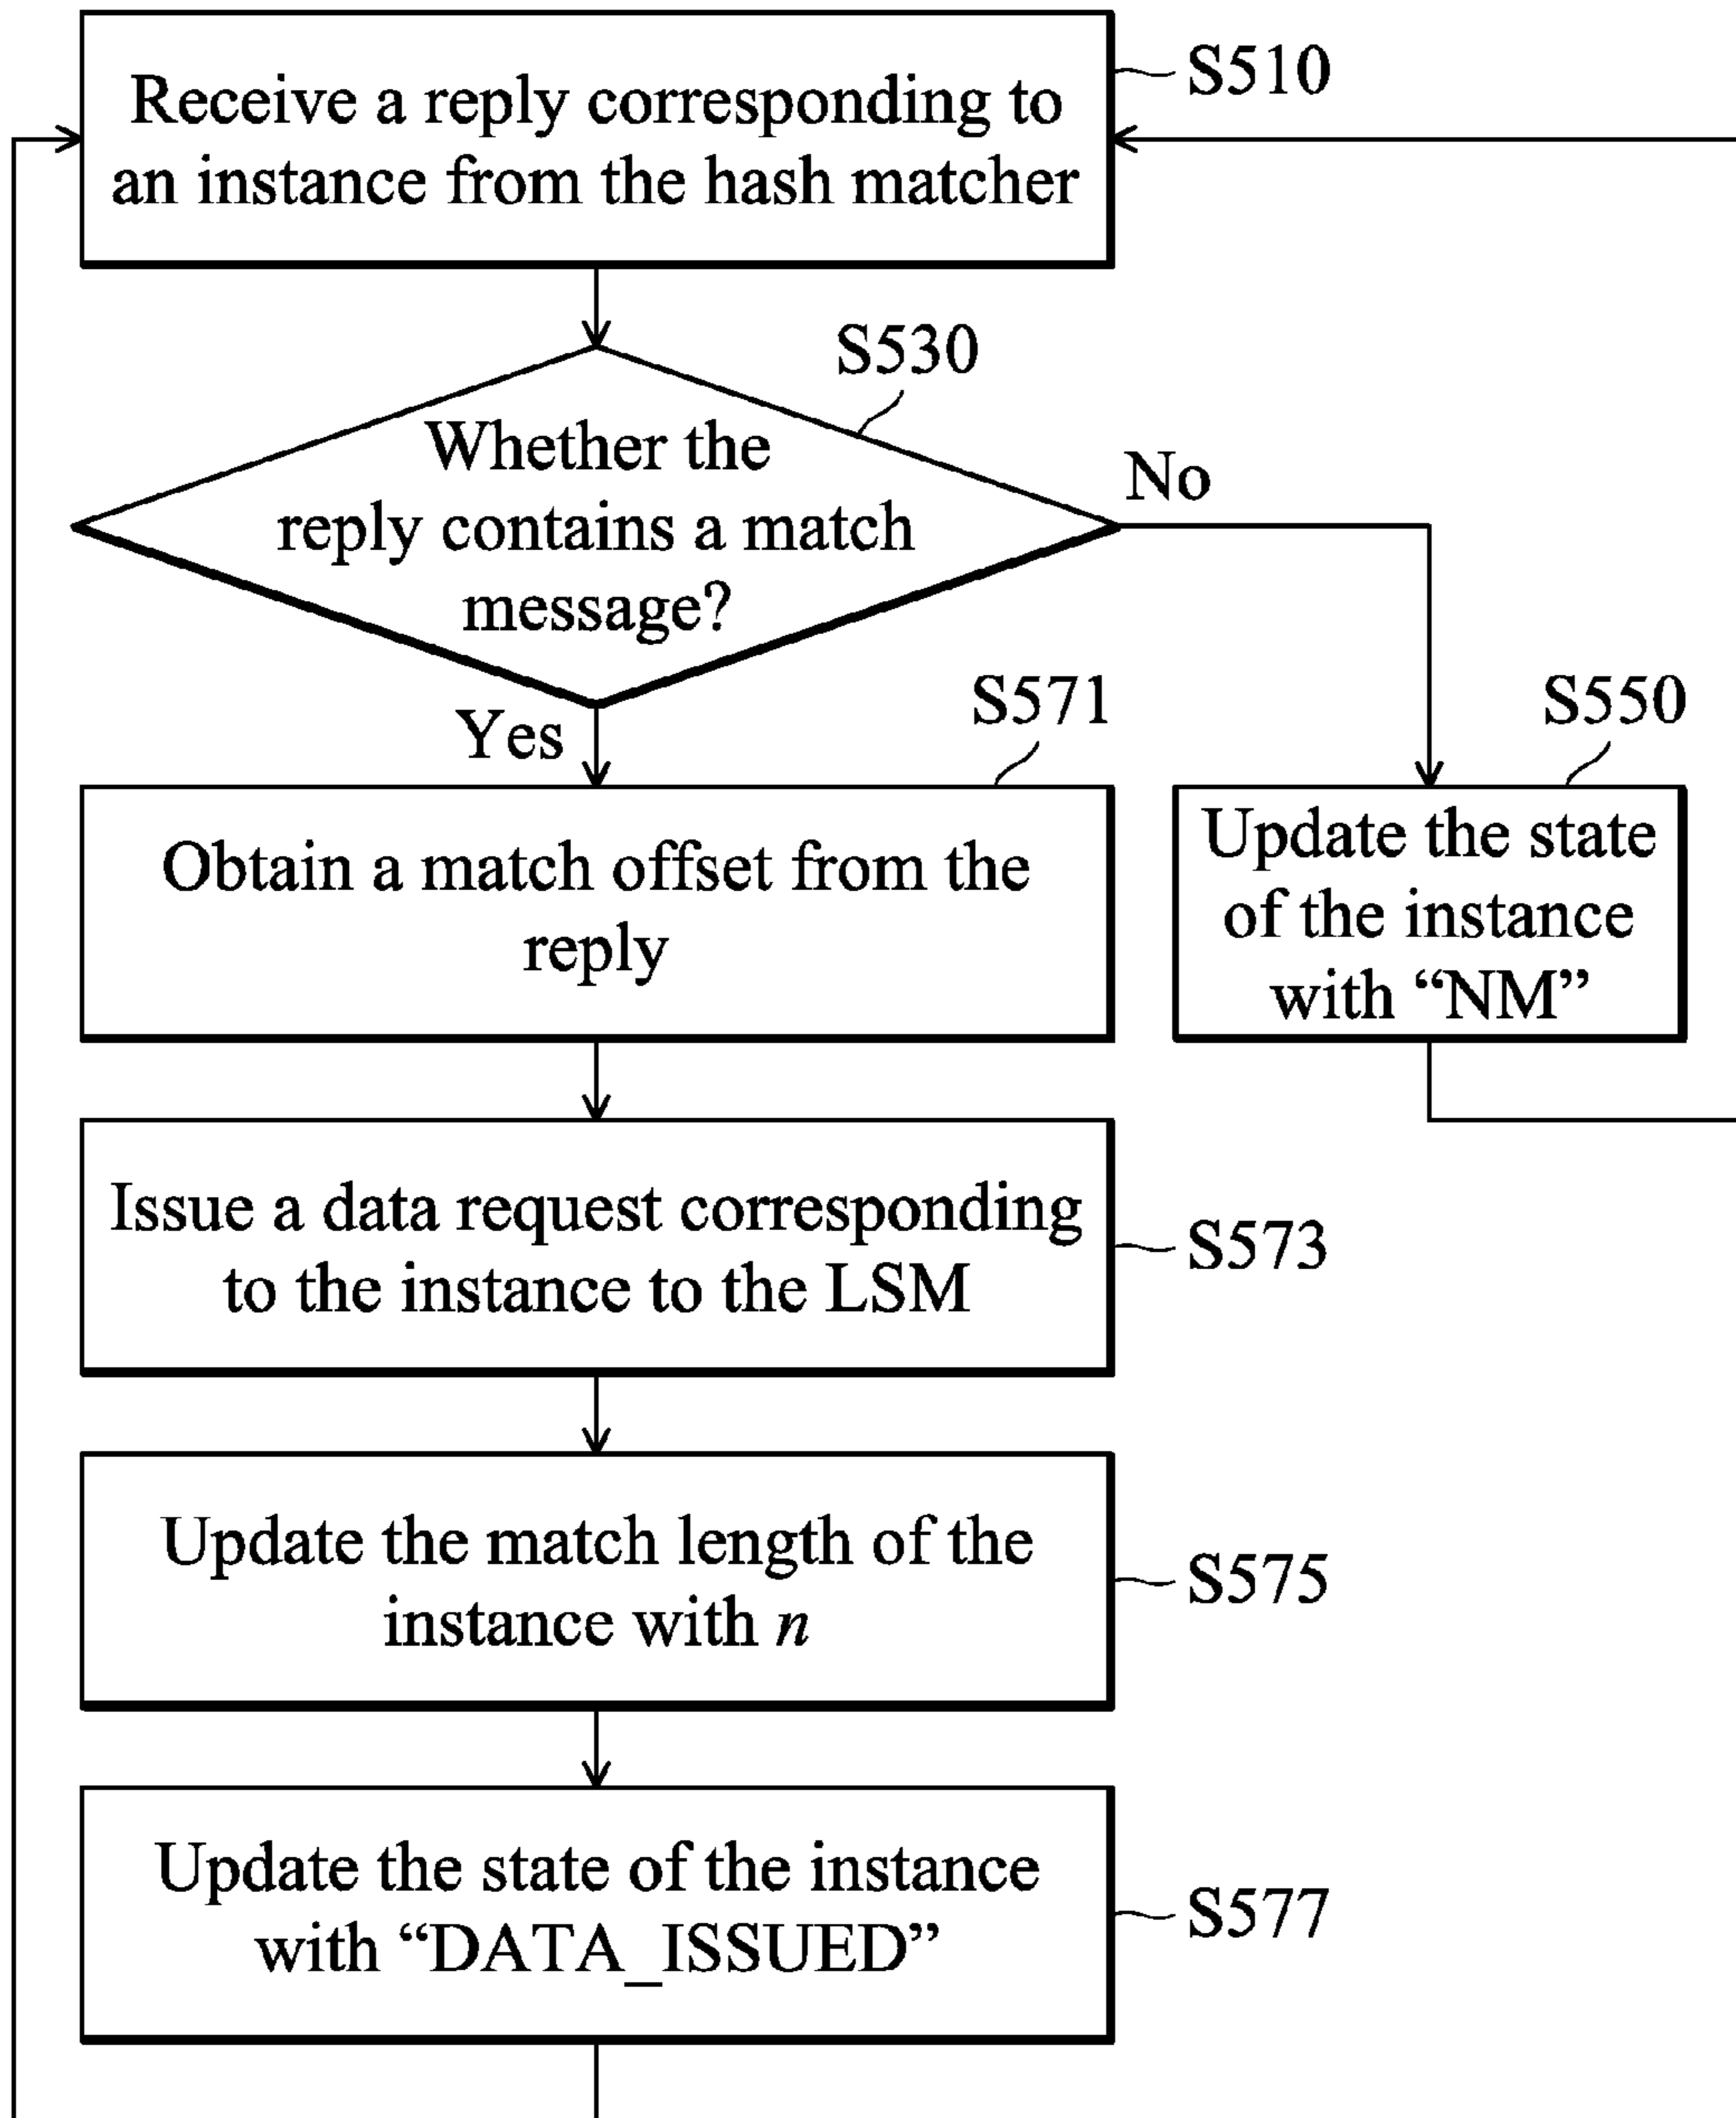 Receive a reply corresponding to
an instance from the hash matcher
S510
S530
Whether the
reply contains a match
message?
No
Yes
S571
S550
Obtain a match offset from the
reply
Update the state
of the instance
with “NM”
Issue a data request corresponding
to the instance to the LSM
S573
Update the match length of the
instance with n
S575
Update the state of the instance
with “DATA_ISSUED”
S577